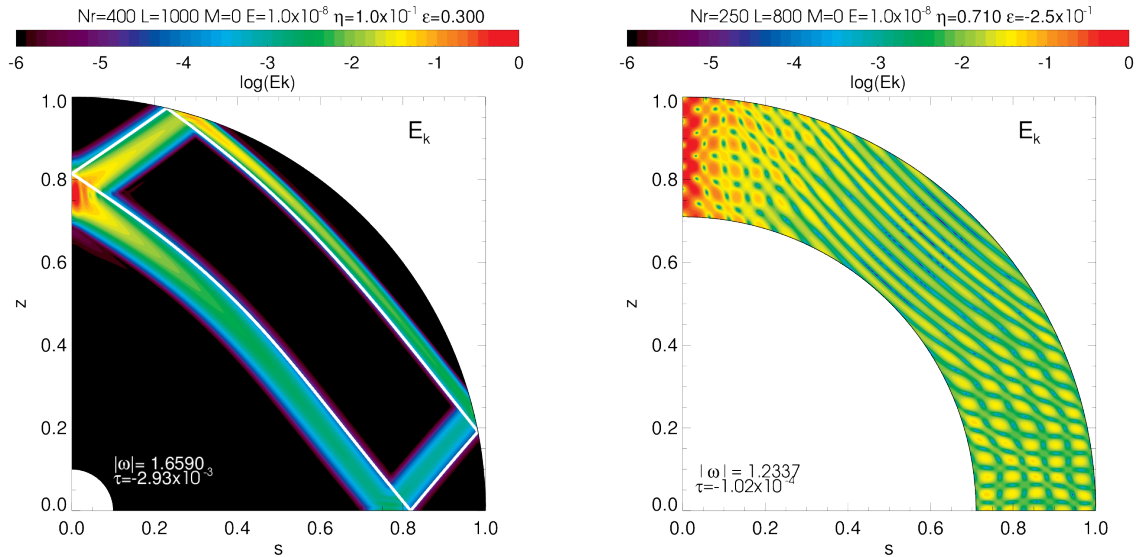 Nr=400 L=1000 M=0 E=1.0x10⁻⁸ η=1.0x10⁻¹ ε=0.300
-6 -5 -4 -3 -2 -1 0
log(Ek)
1.0
0.8
0.6
0.4
0.2
0.0
z
E_k
|ω|= 1.6590
τ=-2.93x10⁻³
0.0 0.2 0.4 0.6 0.8 1.0
s
Nr=250 L=800 M=0 E=1.0x10⁻⁸ η=0.710 ε=-2.5x10⁻¹
-6 -5 -4 -3 -2 -1 0
log(Ek)
1.0
0.8
0.6
0.4
0.2
0.0
z
E_k
|ω|= 1.2337
τ=-1.02x10⁻⁴
0.0 0.2 0.4 0.6 0.8 1.0
s